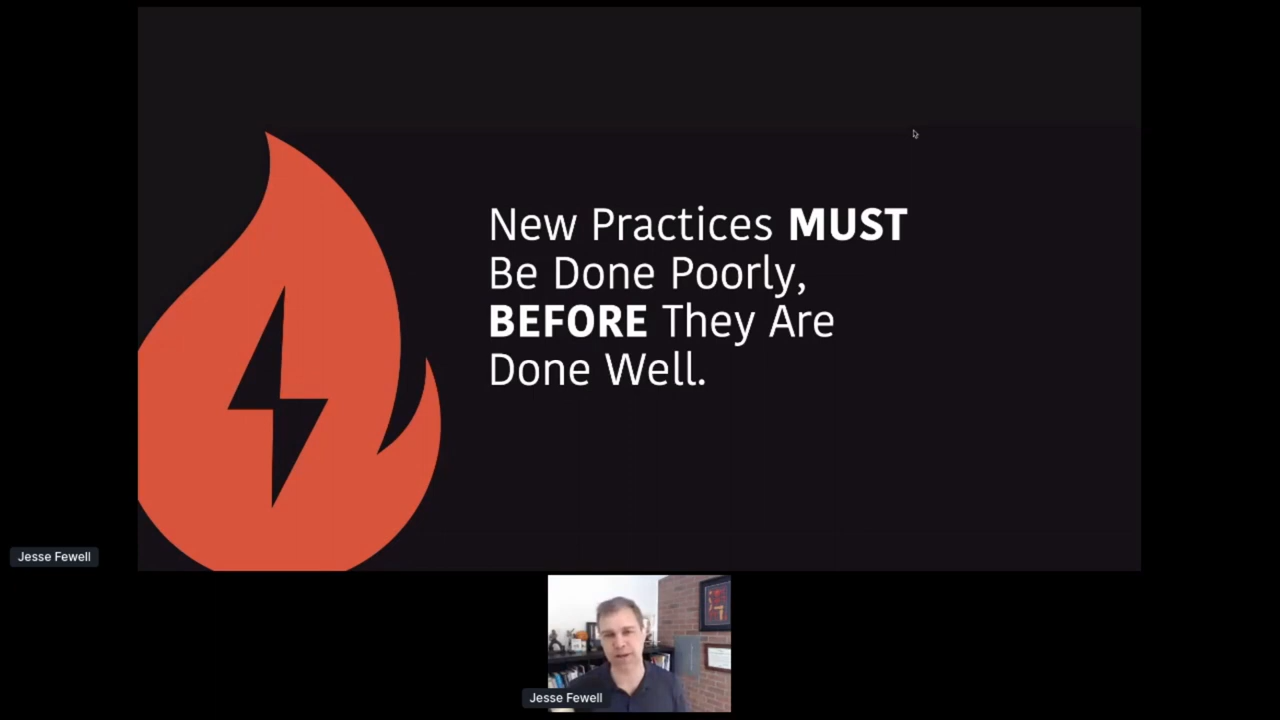 New Practices MUST
Be Done Poorly,
BEFORE They Are
Done Well.
Jesse Fewell
Jesse Fewell